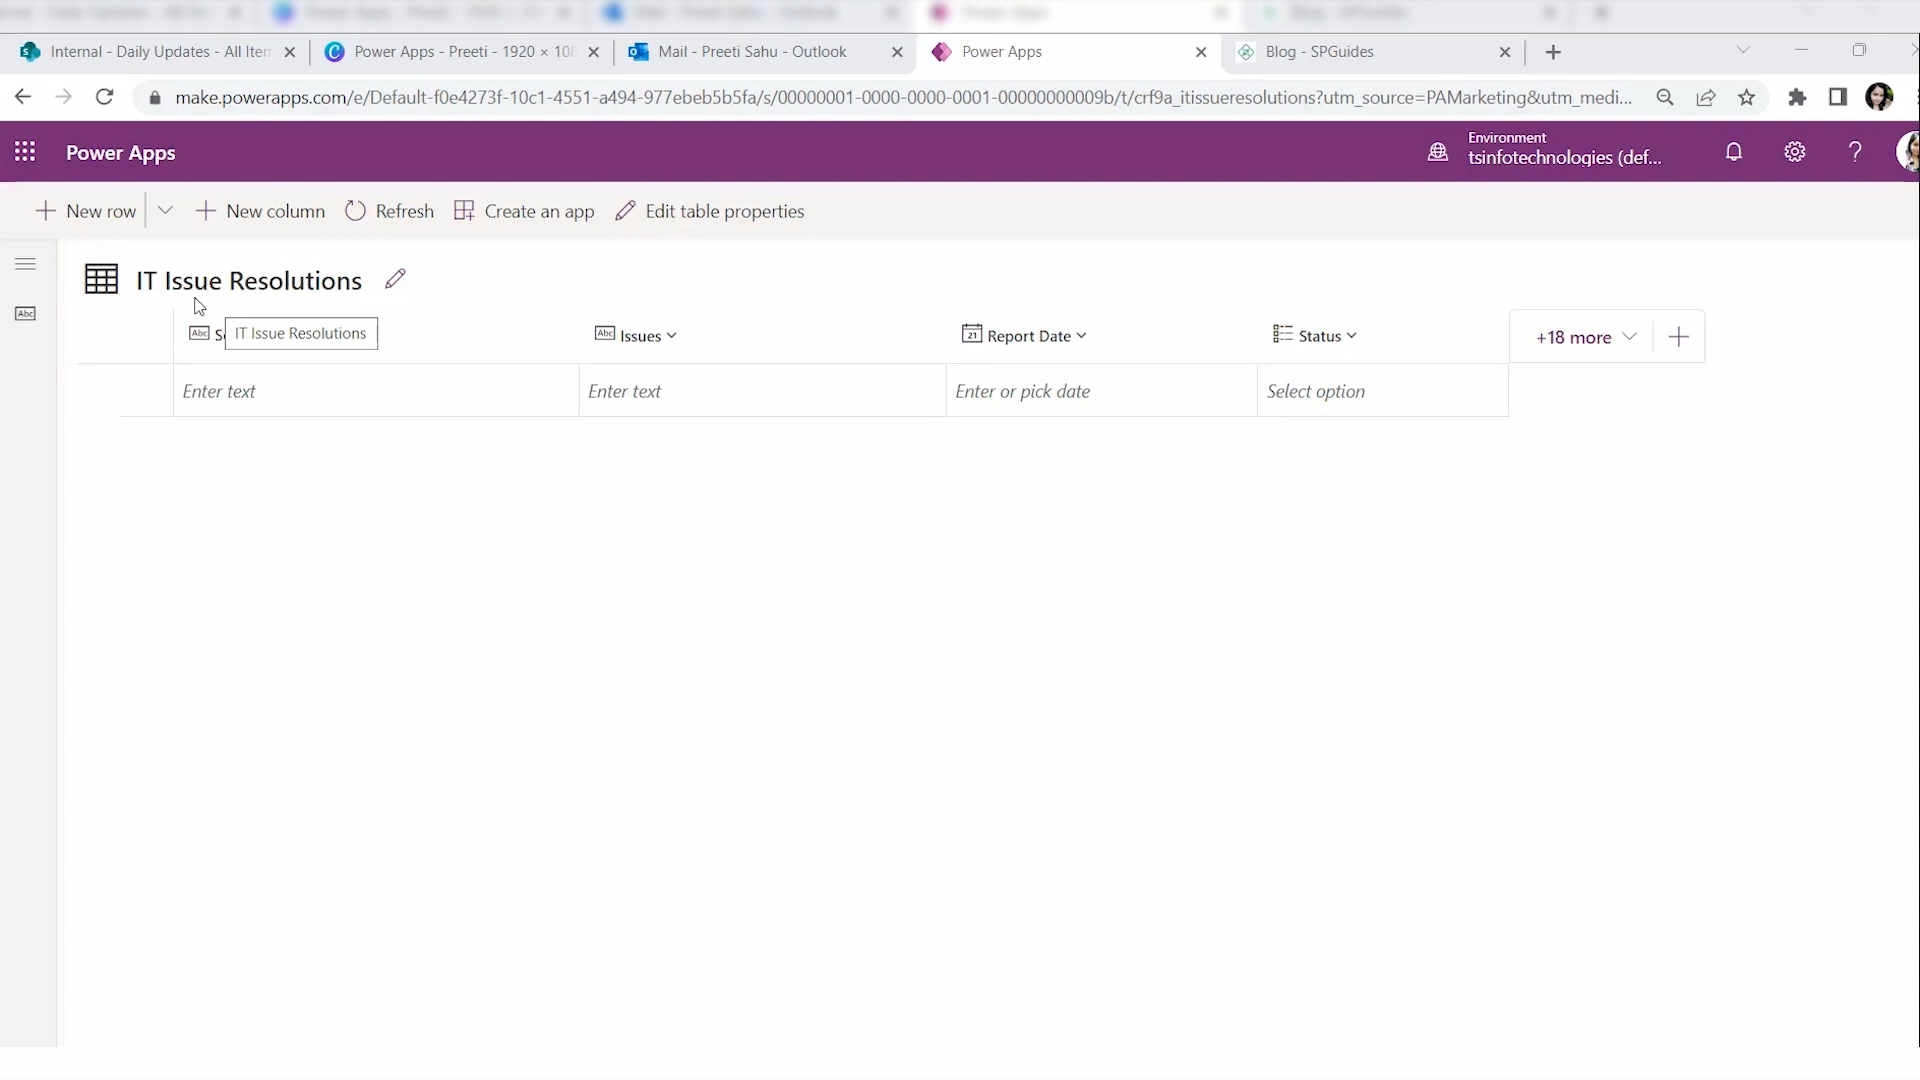 Internal - Daily Updates - All Iten
Power Apps - Preeti - 1920 × 108
Mail - Preeti Sahu - Outlook
Power Apps
Blog - SPGuides
make.powerapps.com/e/Default-f0e4273f-10c1-4551-a494-977ebeb5b5fa/s/00000001-0000-0000-0001-00000000009b/t/crf9a_itissueresolutions?utm_source=PAMarketing&utm_medi...
Power Apps
Environment
tsinfotechnologies (def...
New row
New column
Refresh
Create an app
Edit table properties
IT Issue Resolutions
Abc
Abc
IT Issue Resolutions
Abc Issues
21 Report Date
Status
+18 more
Enter text
Enter text
Enter or pick date
Select option